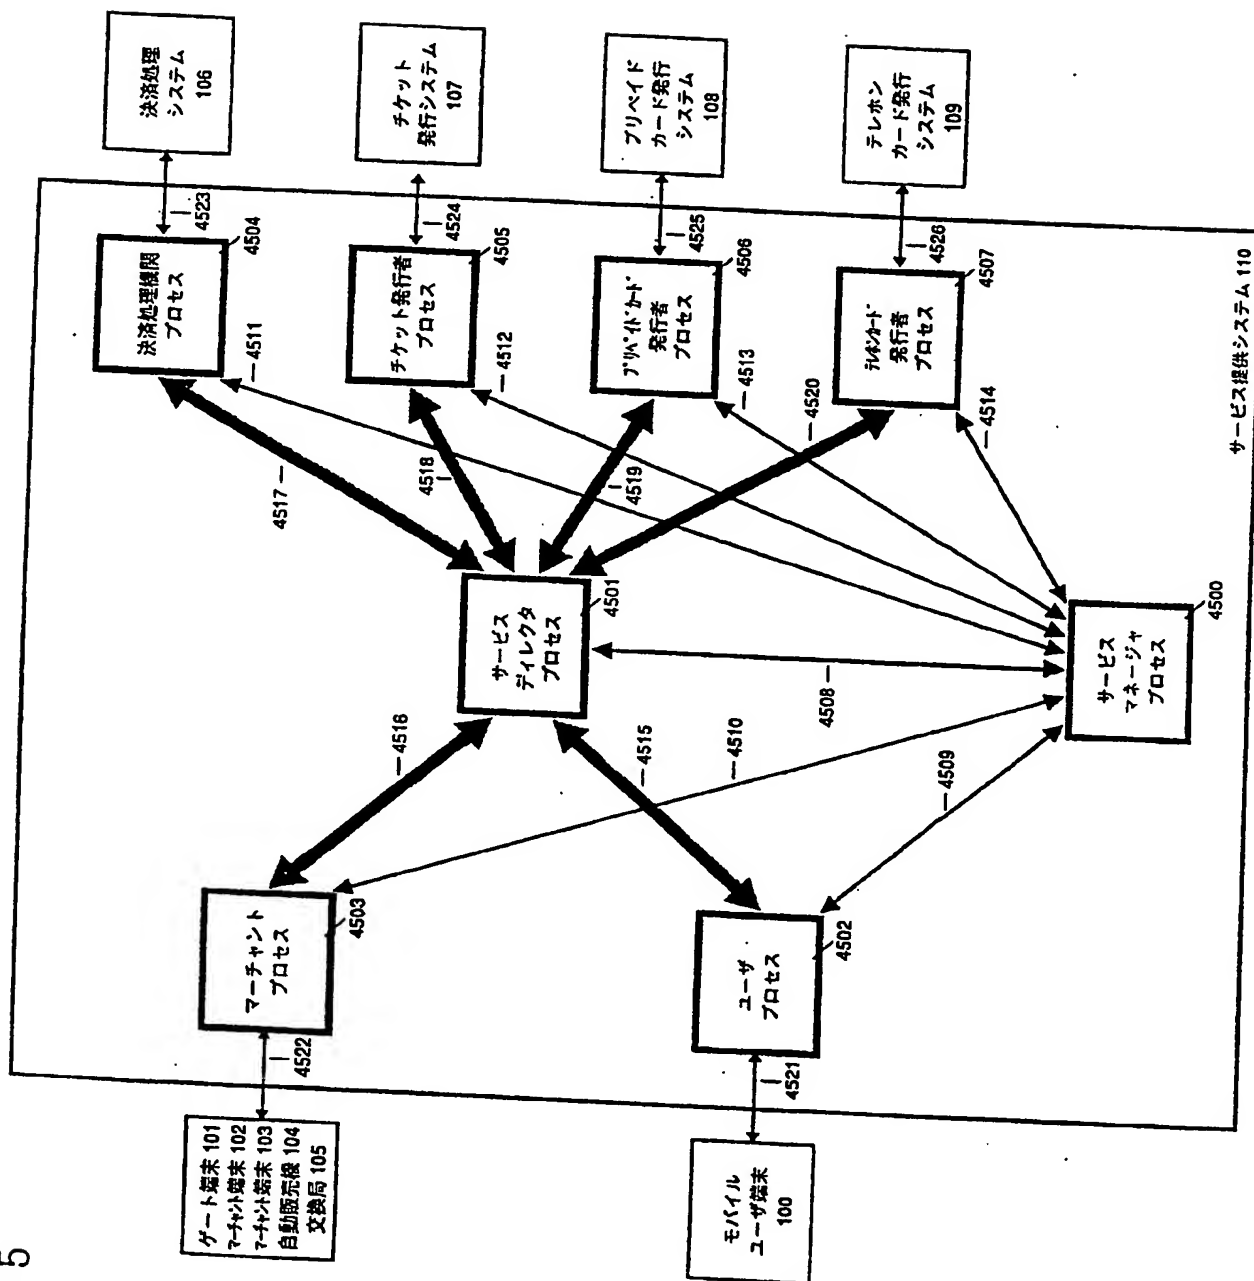 決済処理
システム
106
チケット
発行システム
107
プリペイド
カード発行
システム
108
テレホン
カード発行
システム
109
4523
4524
4525
4526
決済処理機関
プロセス
4504
チケット発行者
プロセス
4505
プリペイドカード
発行者
プロセス
4506
テレホンカード
発行者
プロセス
4507
4511
4512
4513
4520
4514
4517
4518
4519
サービス
ディレクタ
プロセス
4501
サービス
マネージャ
プロセス
4500
4516
4515
4510
4508
4509
マーチャント
プロセス
4503
ユーザ
プロセス
4502
4522
4521
ゲート端末 101
マーチャント端末 102
マーチャント端末 103
自動販売機 104
交換局 105
モバイル
ユーザ端末
100
サービス提供システム 110
5